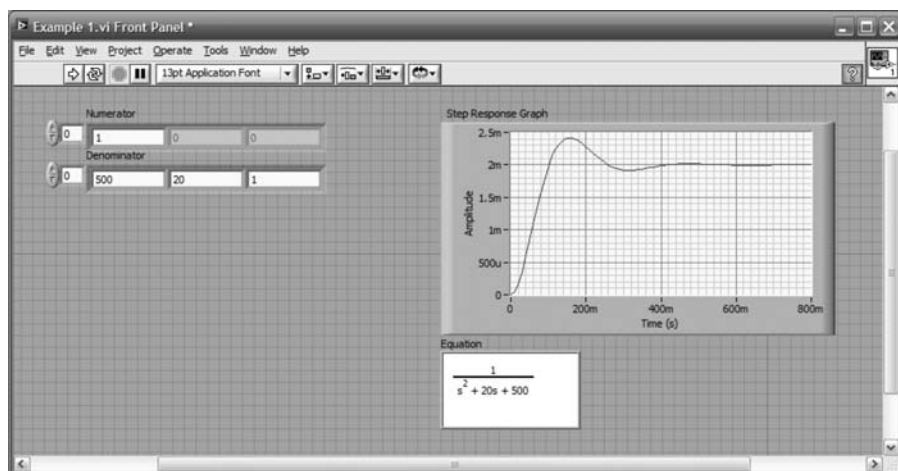 Example 1.vi Front Panel *
File Edit View Project Operate Tools Window Help
13pt Application Font
1
Numerator
0 1 0 0
Denominator
0 500 20 1
Step Response Graph
2.5m
2m
1.5m
1m
500u
0
Amplitude
0 200m 400m 600m 800m
Time (s)
Equation
1
s² + 20s + 500